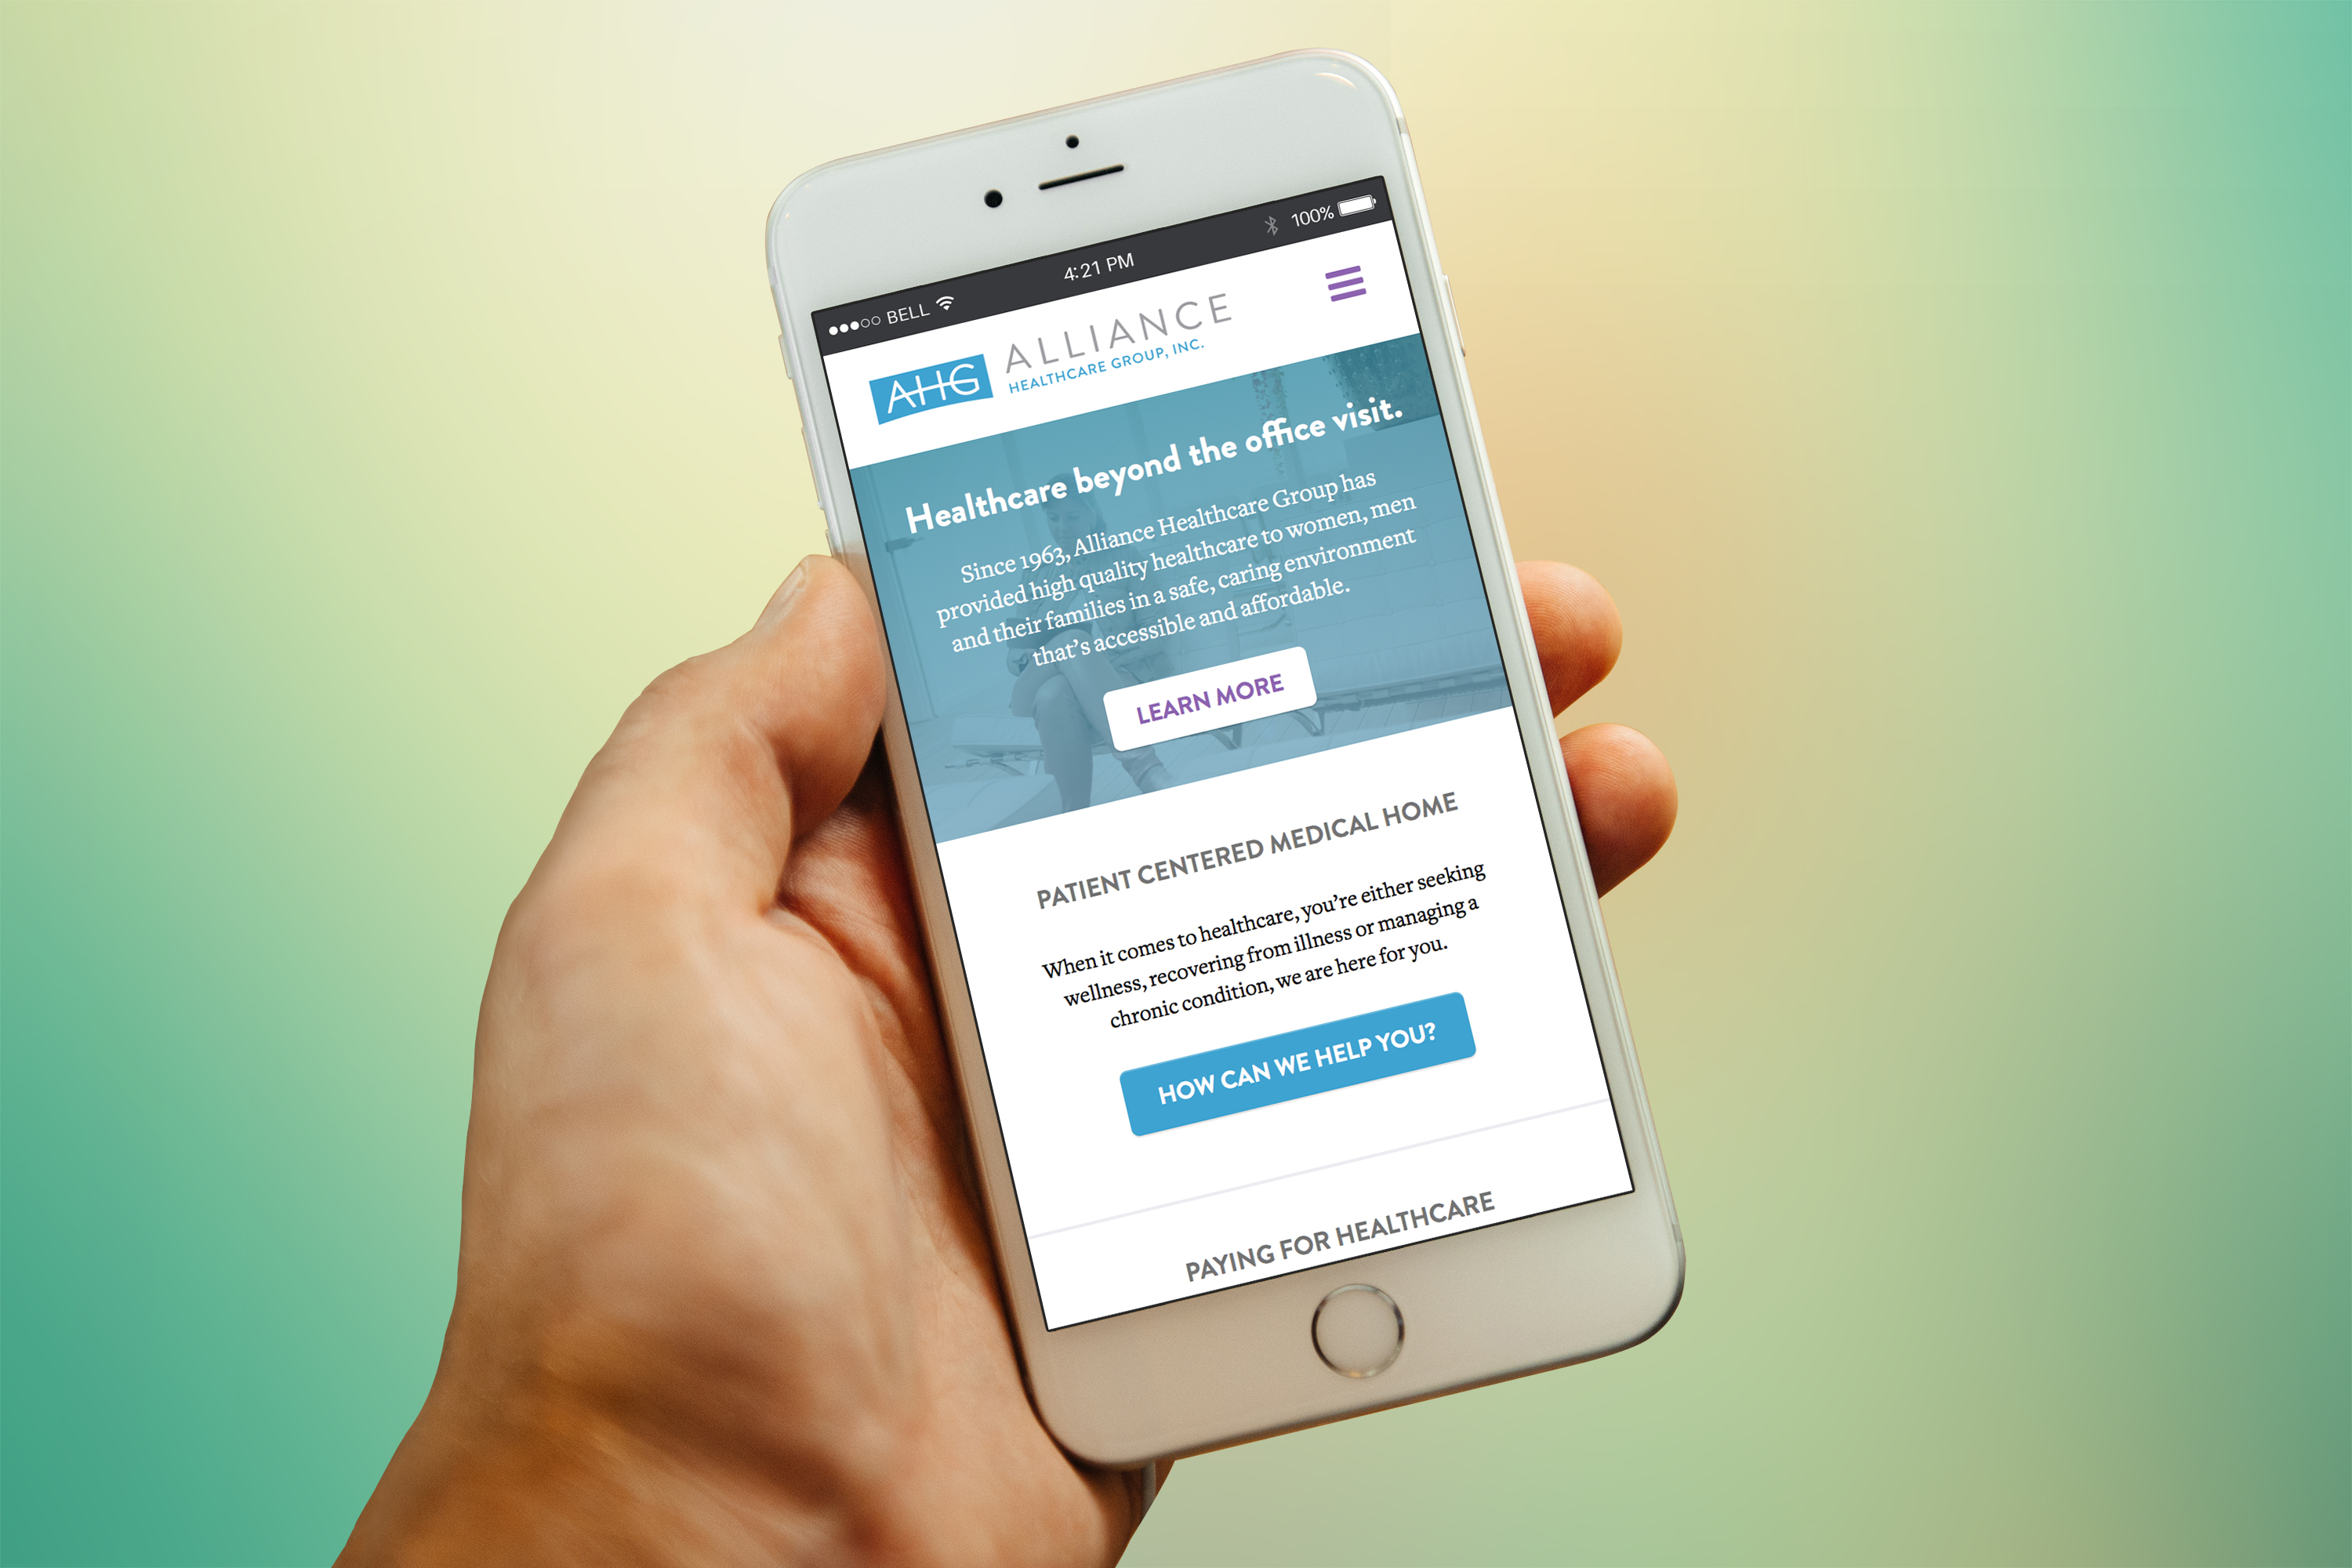 BELL
4:21 PM
100%
AHG
ALLIANCE
HEALTHCARE GROUP, INC.
Healthcare beyond the office visit.
Since 1963, Alliance Healthcare Group has
provided high quality healthcare to women, men
and their families in a safe, caring environment
that’s accessible and affordable.
LEARN MORE
PATIENT CENTERED MEDICAL HOME
When it comes to healthcare, you’re either seeking
wellness, recovering from illness or managing a
chronic condition, we are here for you.
HOW CAN WE HELP YOU?
PAYING FOR HEALTHCARE